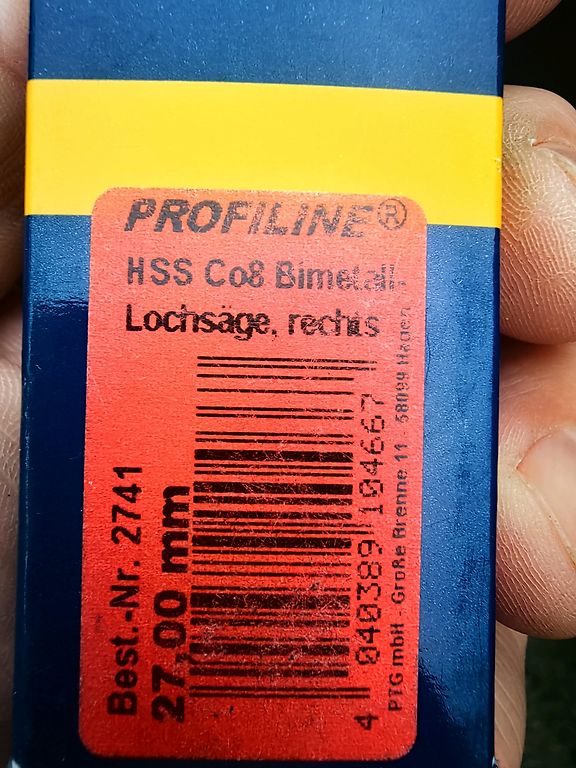 PROFILINE®
HSS Co8 Bimetall-
Lochsäge, rechts
Best.-Nr. 2741
27,00 mm
4 040389 104667
PTG mbH - Große Brenne 11 - 58099 Hagen